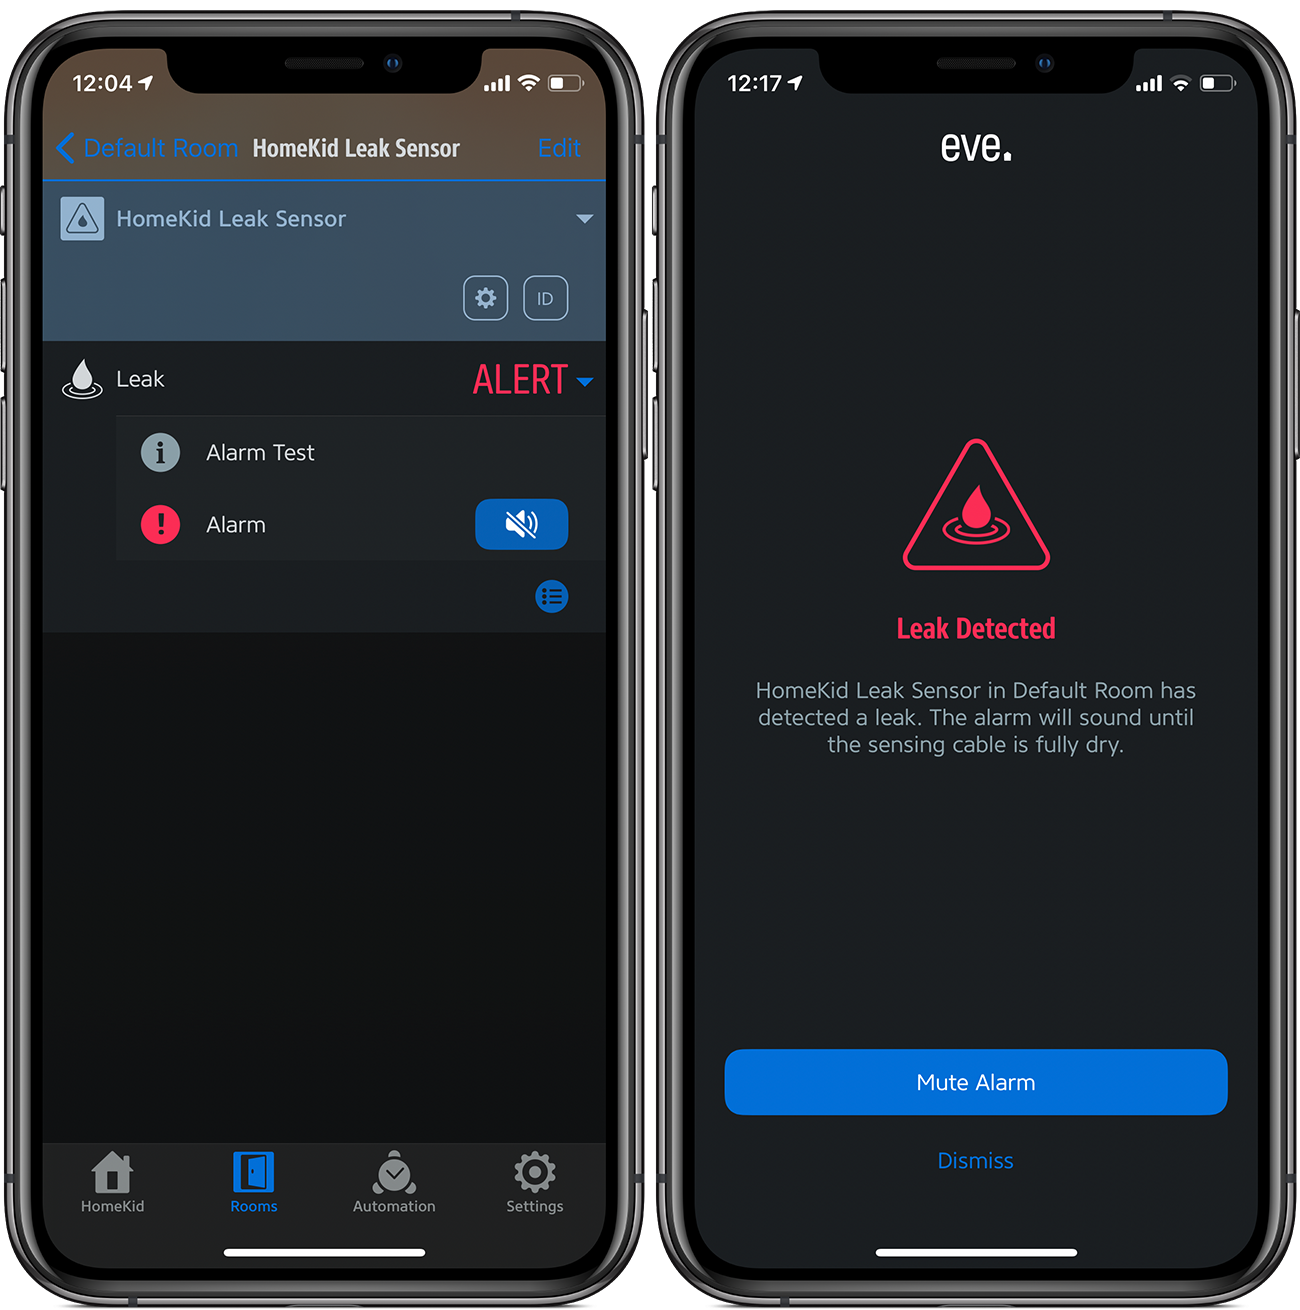 12:04
Default Room HomeKid Leak Sensor Edit
HomeKid Leak Sensor
ID
Leak ALERT
Alarm Test
Alarm
HomeKid Rooms Automation Settings
12:17
eve.
Leak Detected
HomeKid Leak Sensor in Default Room has
detected a leak. The alarm will sound until
the sensing cable is fully dry.
Mute Alarm
Dismiss